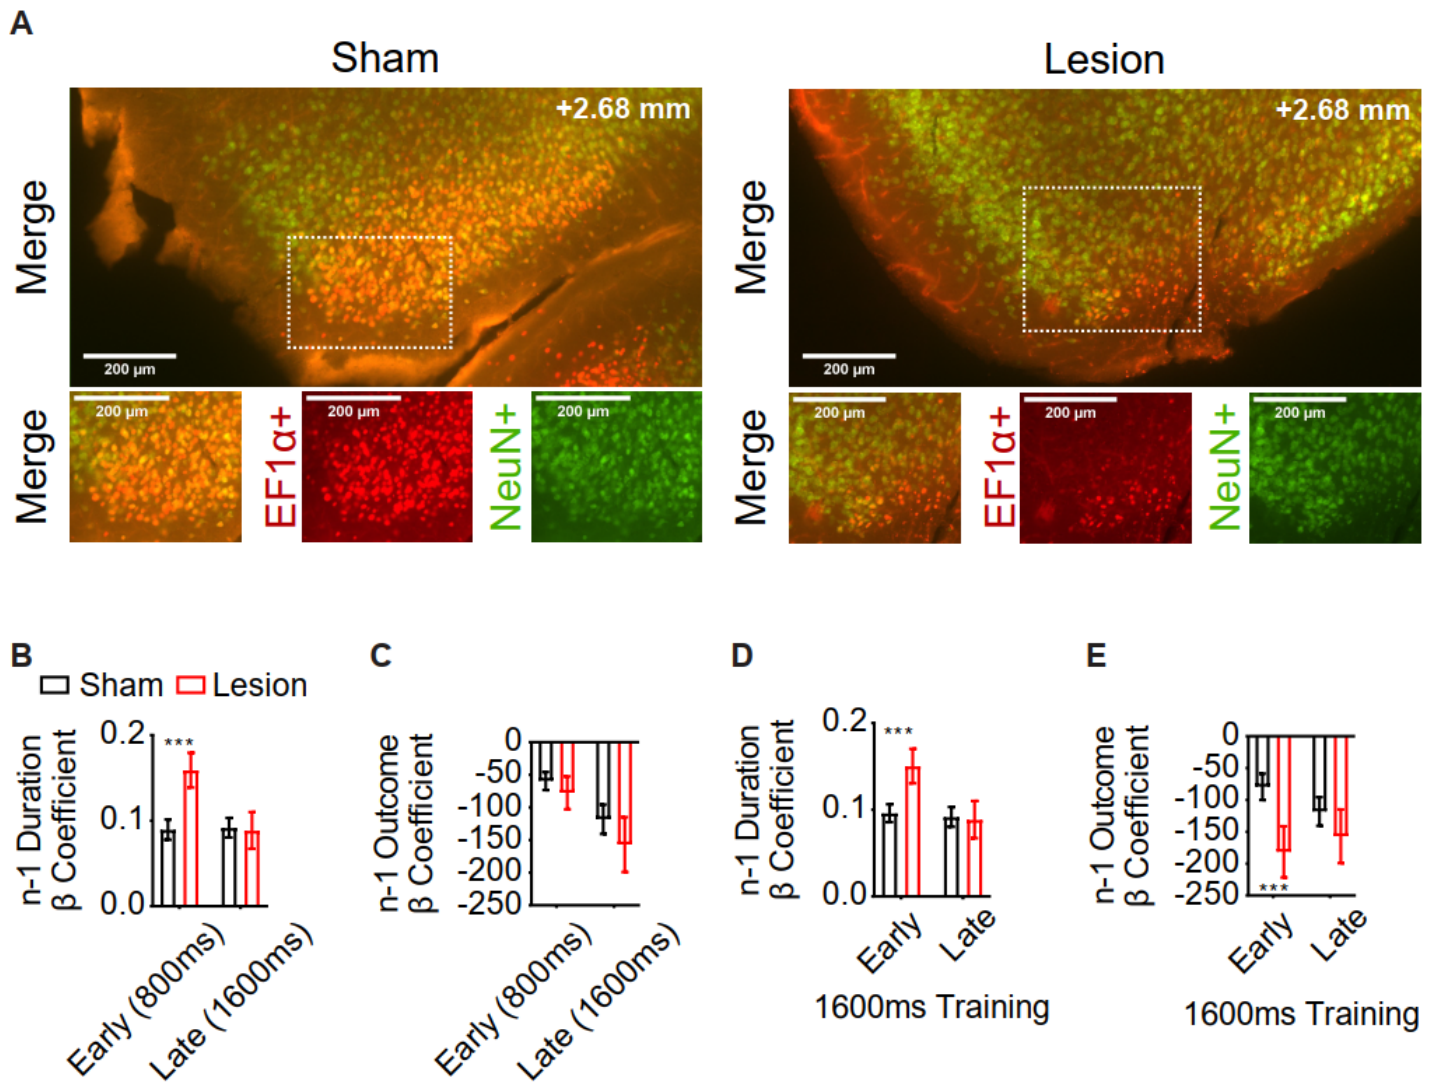 A
Sham
Lesion
Merge
+2.68 mm
200 µm
Merge
+2.68 mm
200 µm
Merge
200 µm
EF1α+
200 µm
NeuN+
200 µm
Merge
200 µm
EF1α+
200 µm
NeuN+
200 µm
B
Sham
Lesion
n-1 Duration
β Coefficient
0.2
0.1
0.0
***
Early (800ms)
Late (1600ms)
C
n-1 Outcome
β Coefficient
0
-50
-100
-150
-200
-250
Early (800ms)
Late (1600ms)
D
n-1 Duration
β Coefficient
0.2
0.1
0.0
***
Early
Late
1600ms Training
E
n-1 Outcome
β Coefficient
0
-50
-100
-150
-200
-250
***
Early
Late
1600ms Training